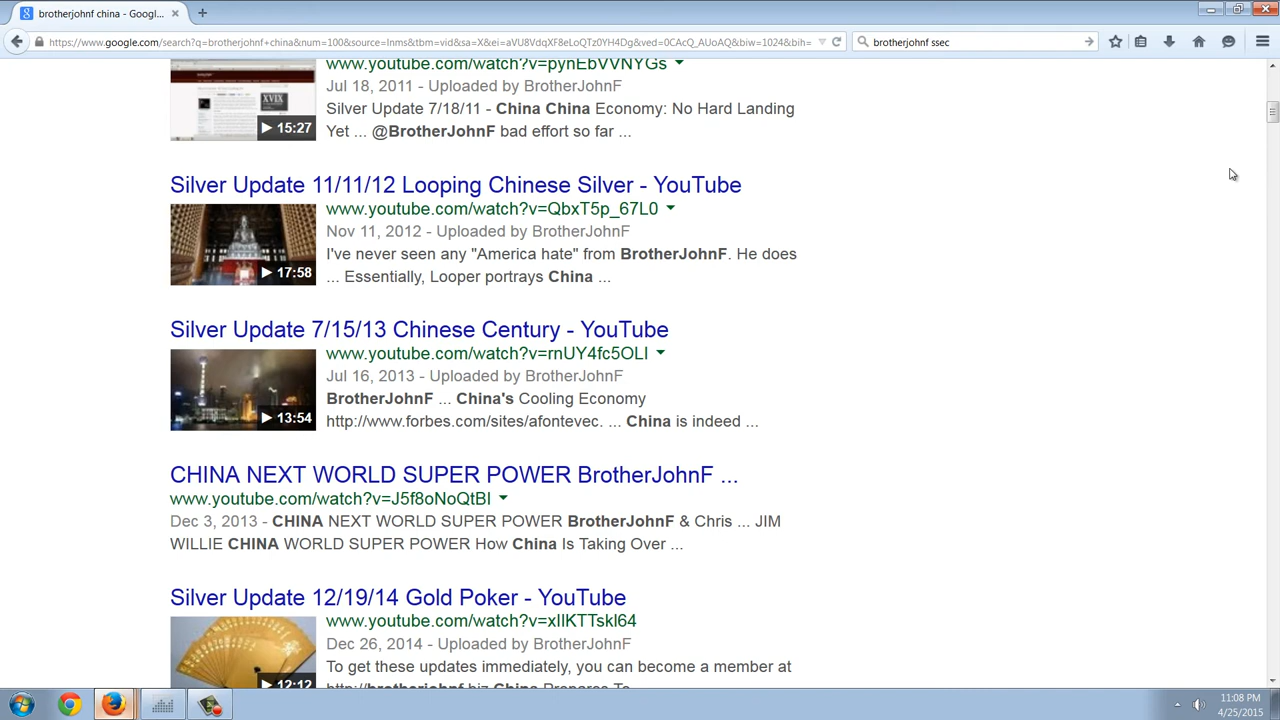 brotherjohnf china - Googl...
https://www.google.com/search?q=brotherjohnf+china&num=100&source=lnms&tbm=vid&sa=X&ei=aVU8VdqXF8eLoQTz0YH4Dg&ved=0CAcQ_AUoAQ&biw=1024&bih=
brotherjohnf ssec
www.youtube.com/watch?v=pynEbVVNYGs
Jul 18, 2011 - Uploaded by BrotherJohnF
Silver Update 7/18/11 - China China Economy: No Hard Landing
Yet ... @BrotherJohnF bad effort so far ...
XVIX
15:27
Silver Update 11/11/12 Looping Chinese Silver - YouTube
www.youtube.com/watch?v=QbxT5p_67L0
Nov 11, 2012 - Uploaded by BrotherJohnF
I've never seen any "America hate" from BrotherJohnF. He does
... Essentially, Looper portrays China ...
17:58
Silver Update 7/15/13 Chinese Century - YouTube
www.youtube.com/watch?v=rnUY4fc5OLI
Jul 16, 2013 - Uploaded by BrotherJohnF
BrotherJohnF ... China's Cooling Economy
http://www.forbes.com/sites/afontevec. ... China is indeed ...
13:54
CHINA NEXT WORLD SUPER POWER BrotherJohnF ...
www.youtube.com/watch?v=J5f8oNoQtBI
Dec 3, 2013 - CHINA NEXT WORLD SUPER POWER BrotherJohnF & Chris ... JIM
WILLIE CHINA WORLD SUPER POWER How China Is Taking Over ...
Silver Update 12/19/14 Gold Poker - YouTube
www.youtube.com/watch?v=xIlKTTskl64
Dec 26, 2014 - Uploaded by BrotherJohnF
To get these updates immediately, you can become a member at
http://brotherjohnf.biz China Prepares To
12:12
11:08 PM
4/25/2015